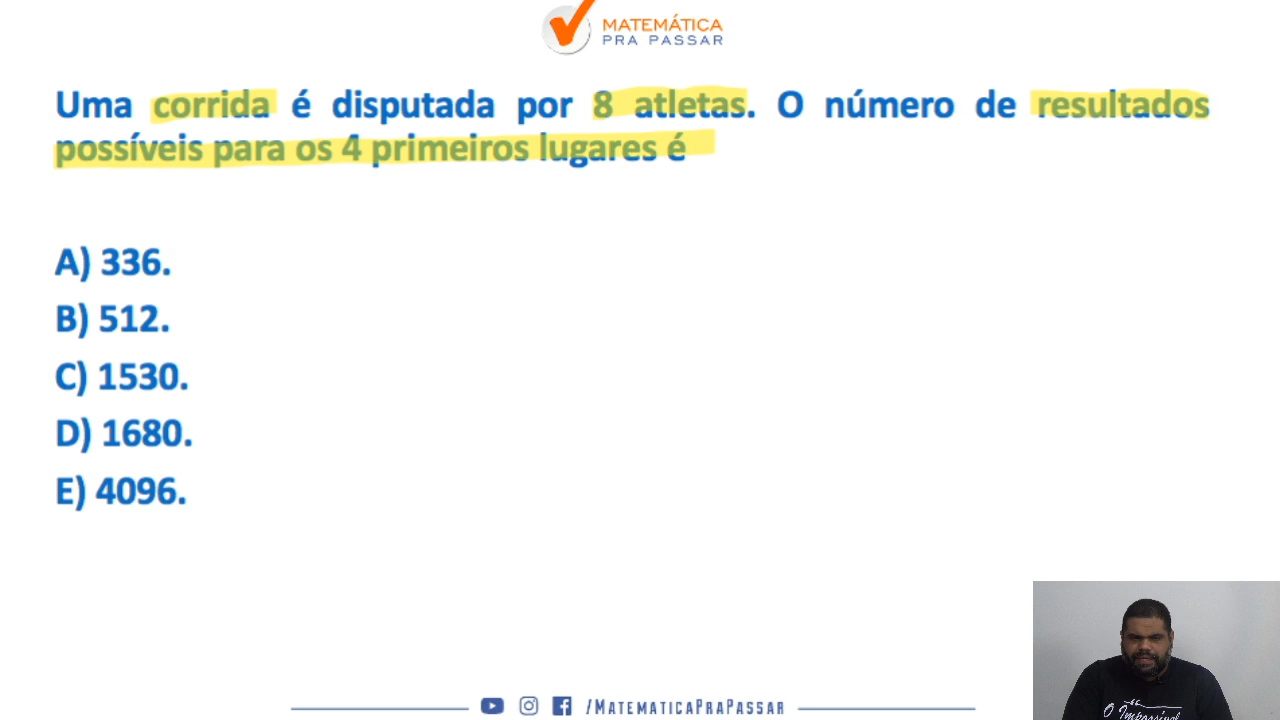 MATEMÁTICA
PRA PASSAR
Uma corrida é disputada por 8 atletas. O número de resultados
possíveis para os 4 primeiros lugares é
A) 336.
B) 512.
C) 1530.
D) 1680.
E) 4096.
O Impossível
/MATEMATICAPRAPASSAR